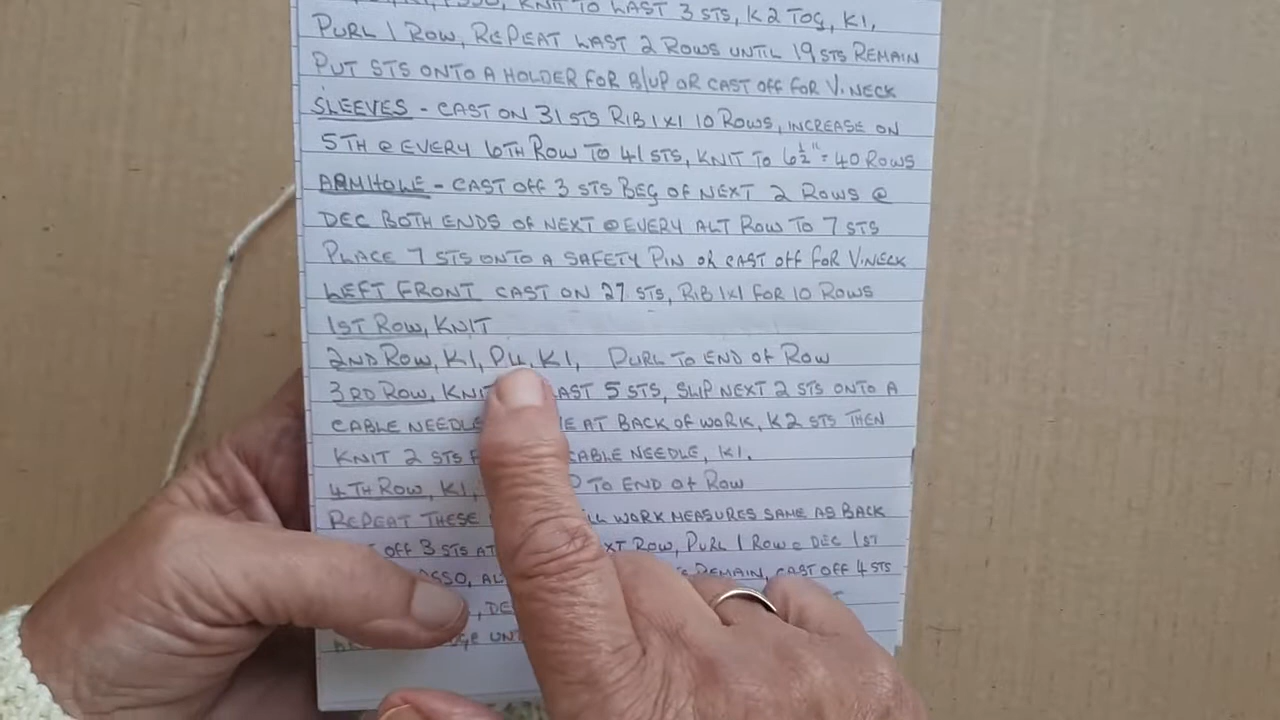 KNIT TO LAST 3 STS, K2 TOG, K1,
PURL 1 ROW, REPEAT LAST 2 ROWS UNTIL 19 STS REMAIN
PUT STS ONTO A HOLDER FOR B/UP OR CAST OFF FOR V.NECK
SLEEVES - CAST ON 31 STS RIB 1X1 10 ROWS, INCREASE ON
5TH @ EVERY 6TH ROW TO 41 STS, KNIT TO 6½" = 40 ROWS
ARMHOLE - CAST OFF 3 STS BEG OF NEXT 2 ROWS @
DEC BOTH ENDS OF NEXT @ EVERY ALT ROW TO 7 STS
PLACE 7 STS ONTO A SAFETY PIN OR CAST OFF FOR V.NECK
LEFT FRONT CAST ON 27 STS, RIB 1X1 FOR 10 ROWS
1ST ROW, KNIT
2ND ROW, K1, P4, K1, PURL TO END OF ROW
3RD ROW, KNIT LAST 5 STS, SLIP NEXT 2 STS ONTO A
CABLE NEEDLE AT BACK OF WORK, K2 STS THEN
KNIT 2 STS CABLE NEEDLE, K1.
4TH ROW, K1, TO END OF ROW
REPEAT THESE WORK MEASURES SAME AS BACK
OFF 3 STS AT ROW, PURL 1 ROW @ DEC 1ST
REMAIN, CAST OFF 4 STS